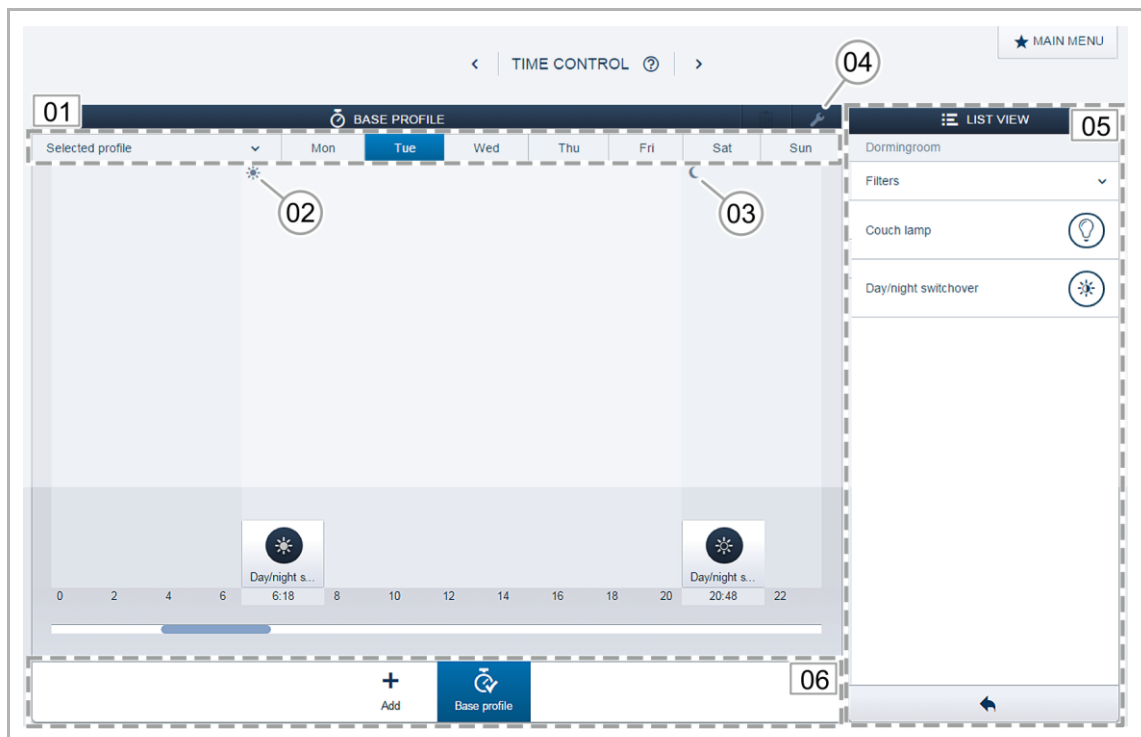 MAIN MENU
TIME CONTROL ?
04
01
BASE PROFILE
LIST VIEW
05
Selected profile Mon Tue Wed Thu Fri Sat Sun
Dormingroom
02
03
Filters
Couch lamp
Day/night switchover
Day/night s...
Day/night s...
0 2 4 6 6:18 8 10 12 14 16 18 20 20:48 22
06
Add
Base profile